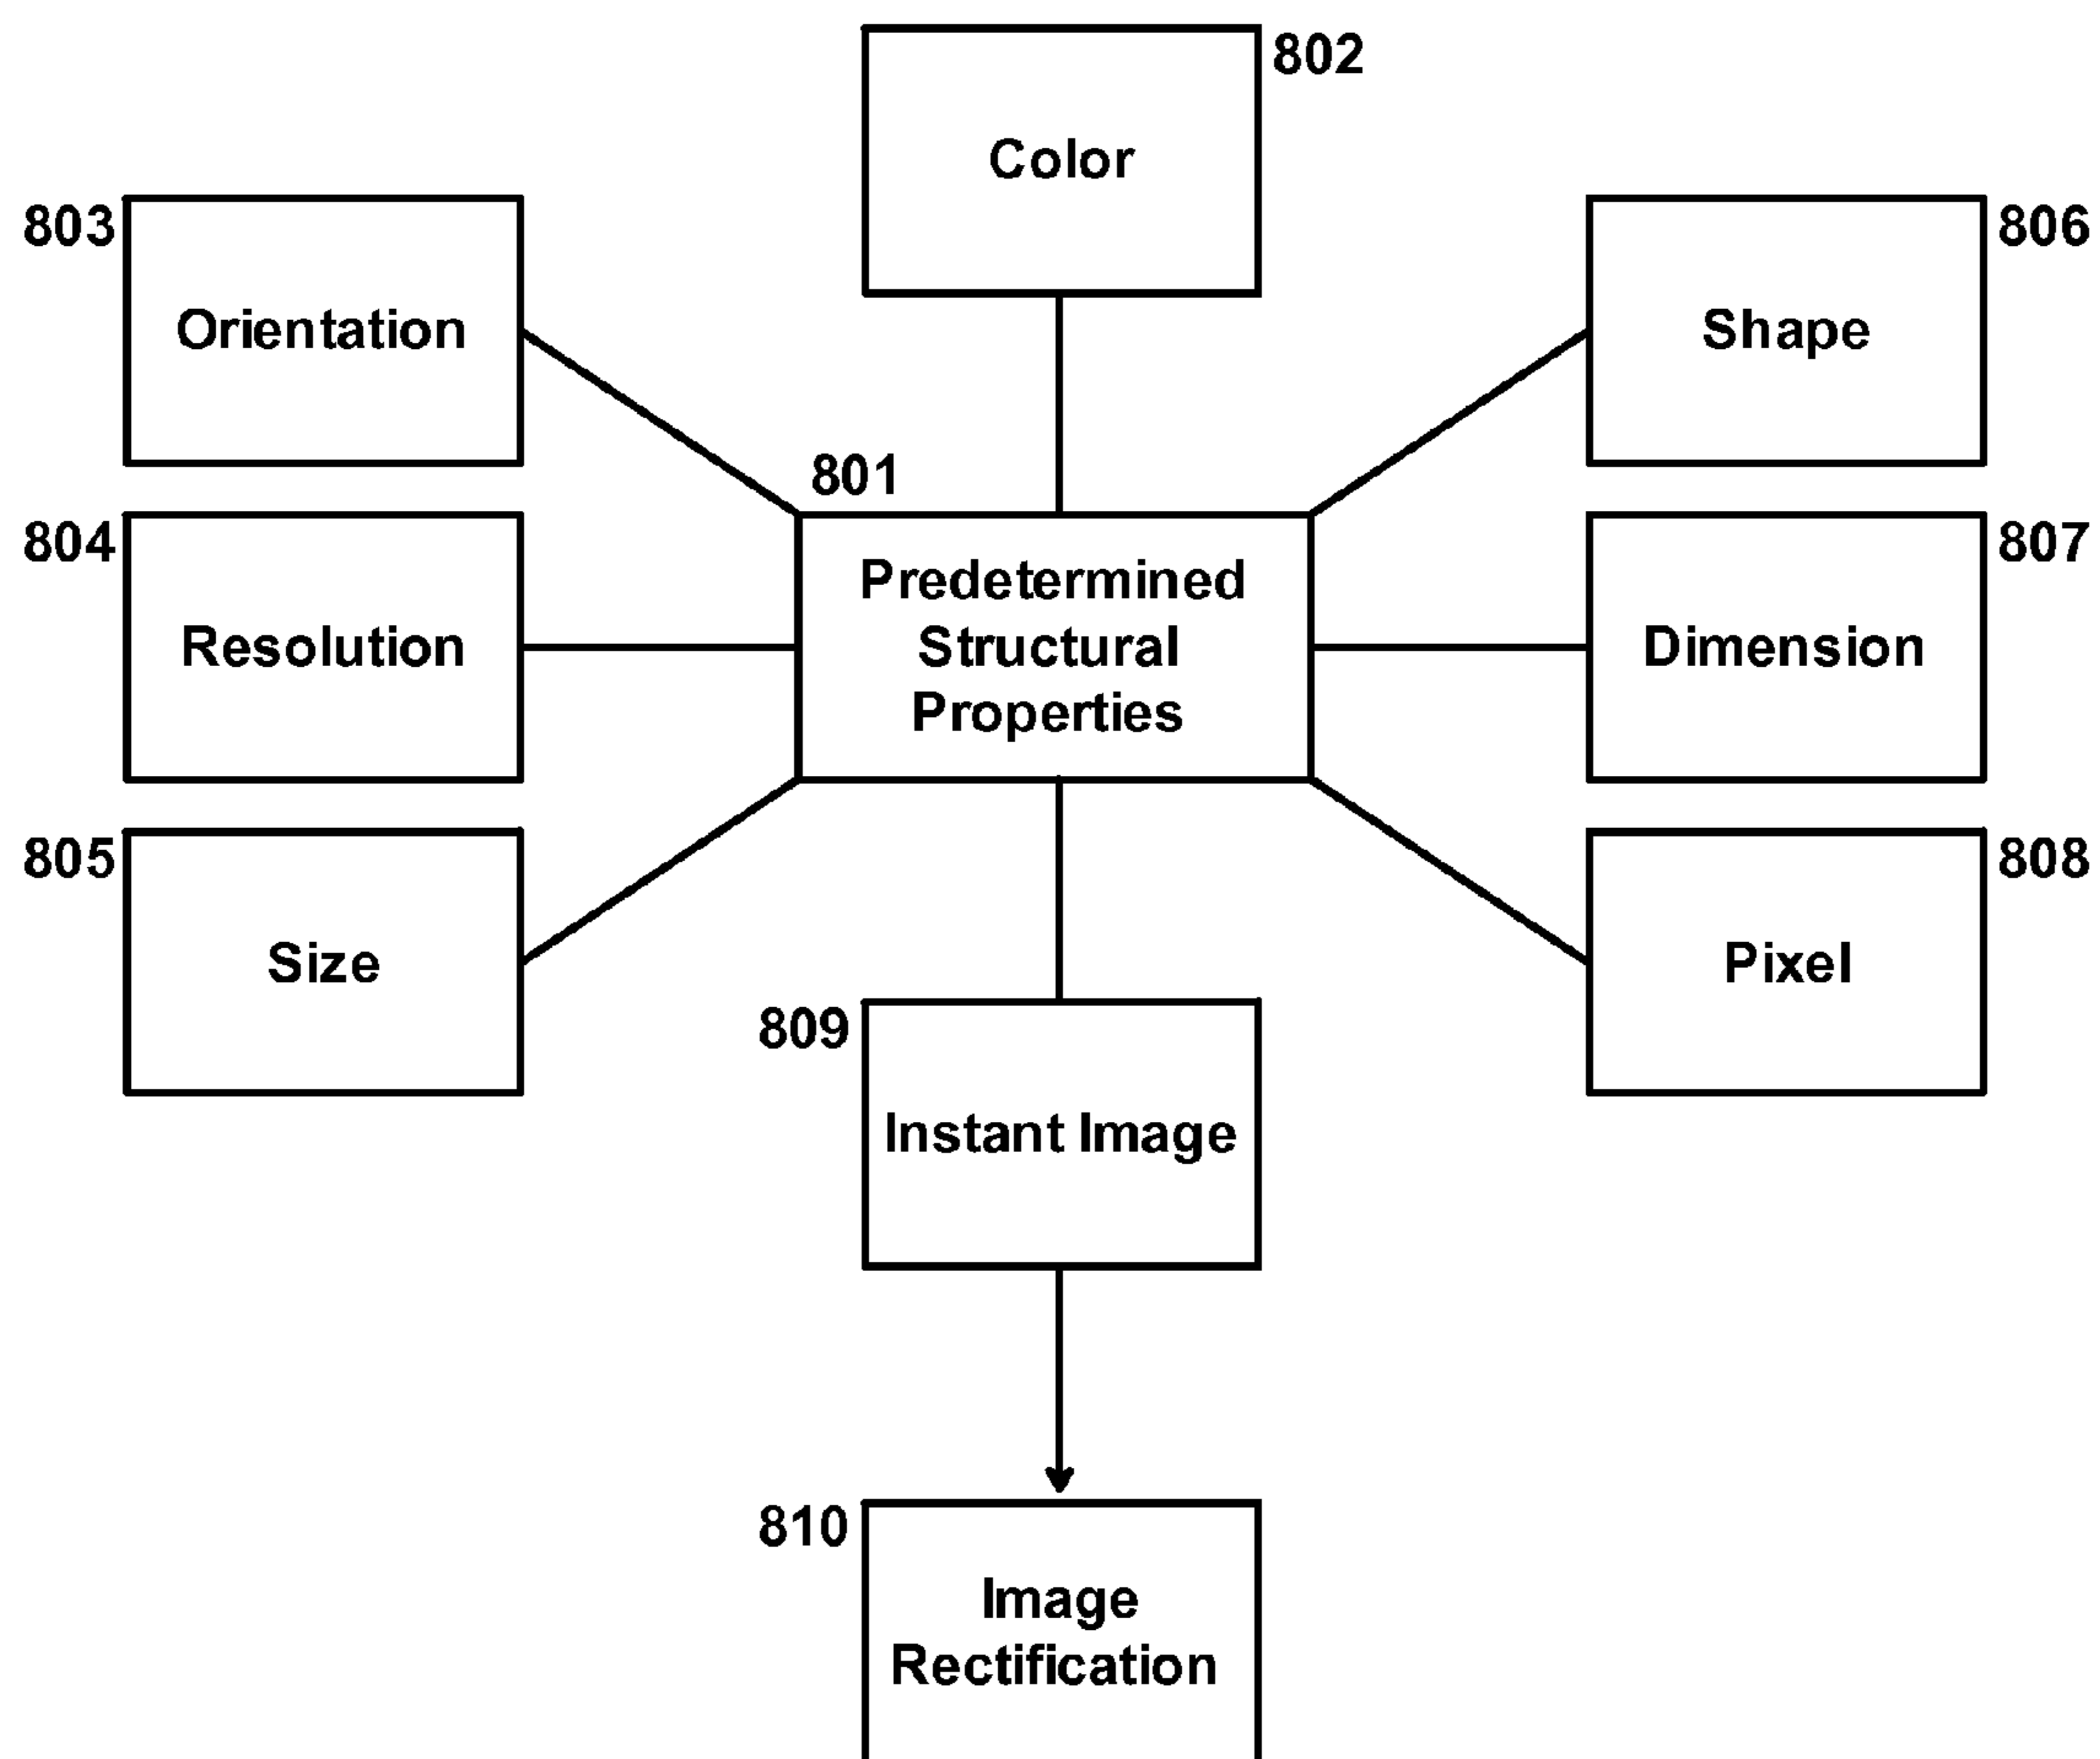 802
Color
803
Orientation
806
Shape
801
804
Resolution
Predetermined
Structural
Properties
807
Dimension
805
Size
808
Pixel
809
Instant Image
810
Image
Rectification